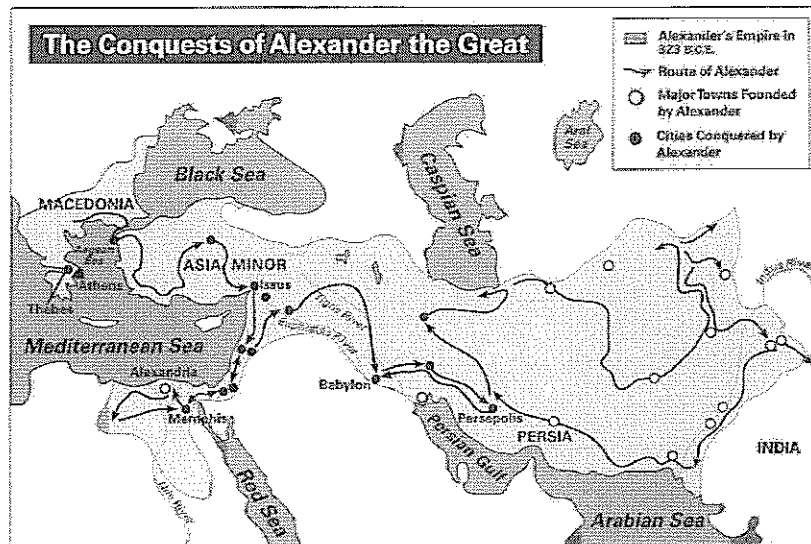 The Conquests of Alexander the Great
Alexander's Empire in
323 B.C.E.
Route of Alexander
Major Towns Founded
by Alexander
Cities Conquered by
Alexander
Aral
Sea
Caspian Sea
Black Sea
MACEDONIA
Aegean
Sea
ASIA MINOR
Issus
Athens
Thebes
Tigris River
Euphrates River
Mediterranean Sea
Alexandria
Babylon
Memphis
Persepolis
PERSIA
Persian Gulf
INDIA
Indus River
Nile River
Red Sea
Arabian Sea